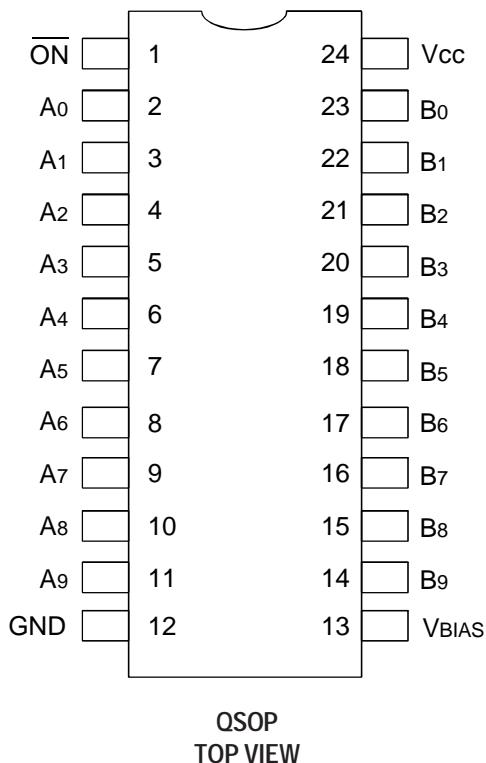 O̅N̅ 1 24 Vcc
A0 2 23 B0
A1 3 22 B1
A2 4 21 B2
A3 5 20 B3
A4 6 19 B4
A5 7 18 B5
A6 8 17 B6
A7 9 16 B7
A8 10 15 B8
A9 11 14 B9
GND 12 13 VBIAS
QSOP
TOP VIEW